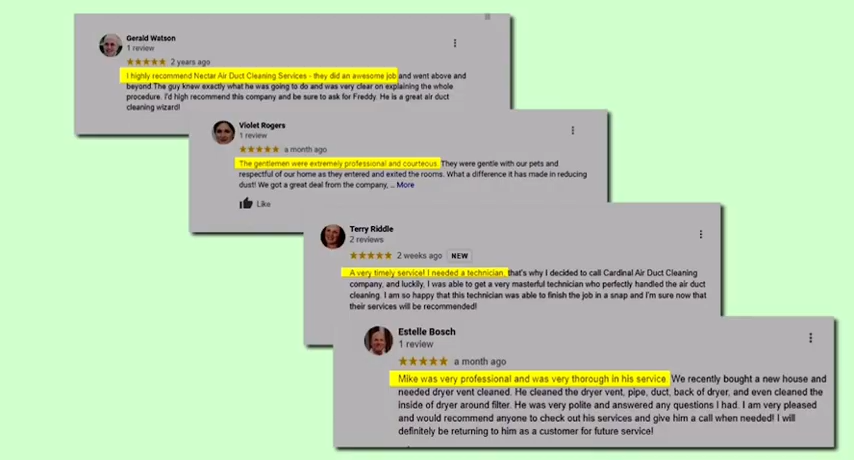 Gerald Watson
1 review
2 years ago
I highly recommend Nectar Air Duct Cleaning Services - they did an awesome job and went above and
beyond.The guy knew exactly what he was going to do and was very clear on explaining the whole
procedure. I'd high recommend this company and be sure to ask for Freddy. He is a great air duct
cleaning wizard!
Violet Rogers
1 review
a month ago
The gentlemen were extremely professional and courteous. They were gentle with our pets and
respectful of our home as they entered and exited the rooms. What a difference it has made in reducing
dust! We got a great deal from the company, ... More
Like
Terry Riddle
2 reviews
2 weeks ago NEW
A very timely service! I needed a technician, that's why I decided to call Cardinal Air Duct Cleaning
company, and luckily, I was able to get a very masterful technician who perfectly handled the air duct
cleaning. I am so happy that this technician was able to finish the job in a snap and I'm sure now that
their services will be recommended!
Estelle Bosch
1 review
a month ago
Mike was very professional and was very thorough in his service. We recently bought a new house and
needed dryer vent cleaned. He cleaned the dryer vent, pipe, duct, back of dryer, and even cleaned the
inside of dryer around filter. He was very polite and answered any questions I had. I am very pleased
and would recommend anyone to check out his services and give him a call when needed! I will
definitely be returning to him as a customer for future service!